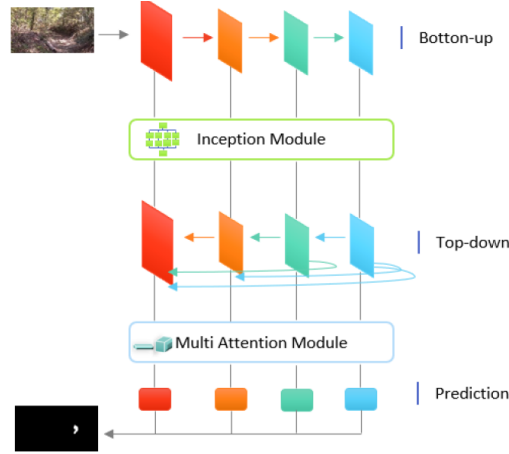 Botton-up
Inception Module
Top-down
Multi Attention Module
Prediction